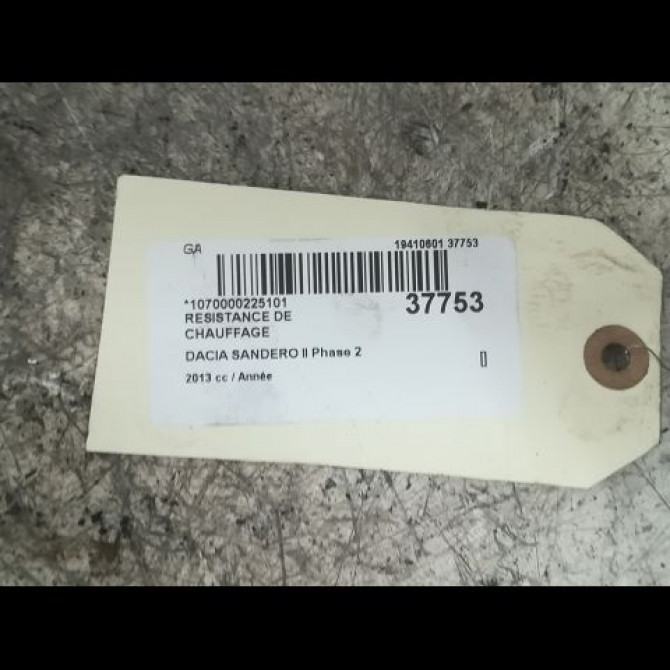 GA 19410601 37753
*1070000225101 37753
RESISTANCE DE
CHAUFFAGE
DACIA SANDERO II Phase 2
2013 cc / Année